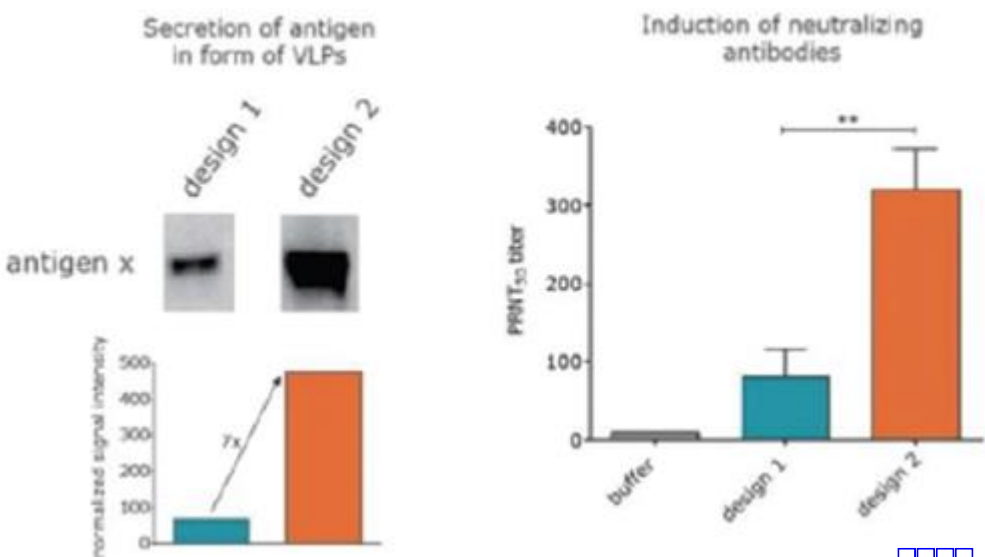 Secretion of antigen
in form of VLPs
design 1
design 2
antigen x
normalized signal intensity
500
400
300
200
100
0
7x
Induction of neutralizing
antibodies
PRNT₅₀ titer
400
300
200
100
0
**
buffer
design 1
design 2